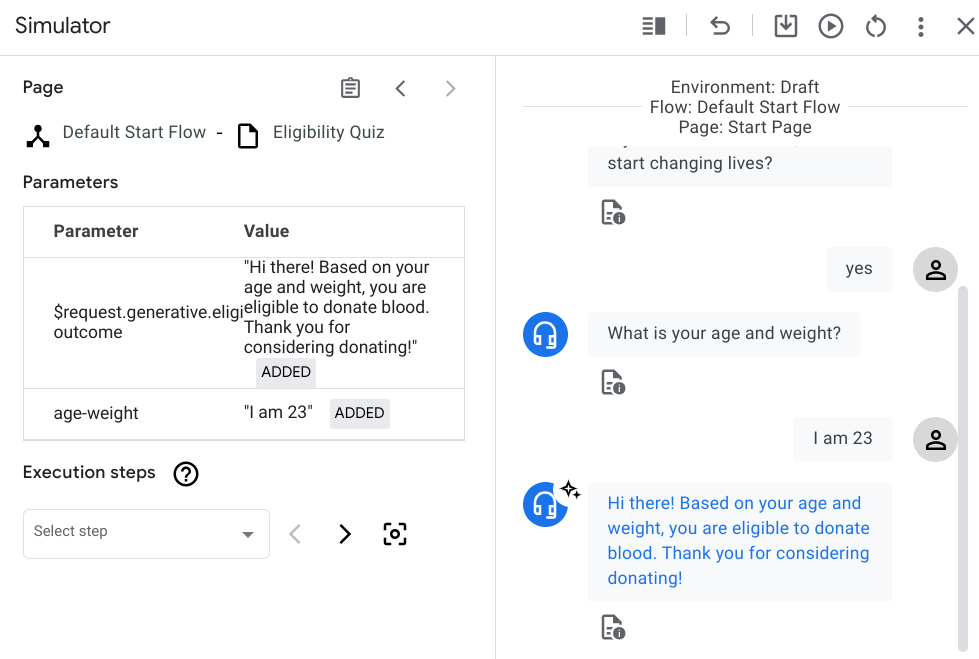 Simulator
Page
Default Start Flow - Eligibility Quiz
Parameters
Parameter Value
"Hi there! Based on your
age and weight, you are
$request.generative.eligi eligible to donate blood.
outcome Thank you for
considering donating!"
ADDED
age-weight "I am 23" ADDED
Execution steps
Select step
Environment: Draft
Flow: Default Start Flow
Page: Start Page
start changing lives?
yes
What is your age and weight?
I am 23
Hi there! Based on your age and
weight, you are eligible to donate
blood. Thank you for considering
donating!